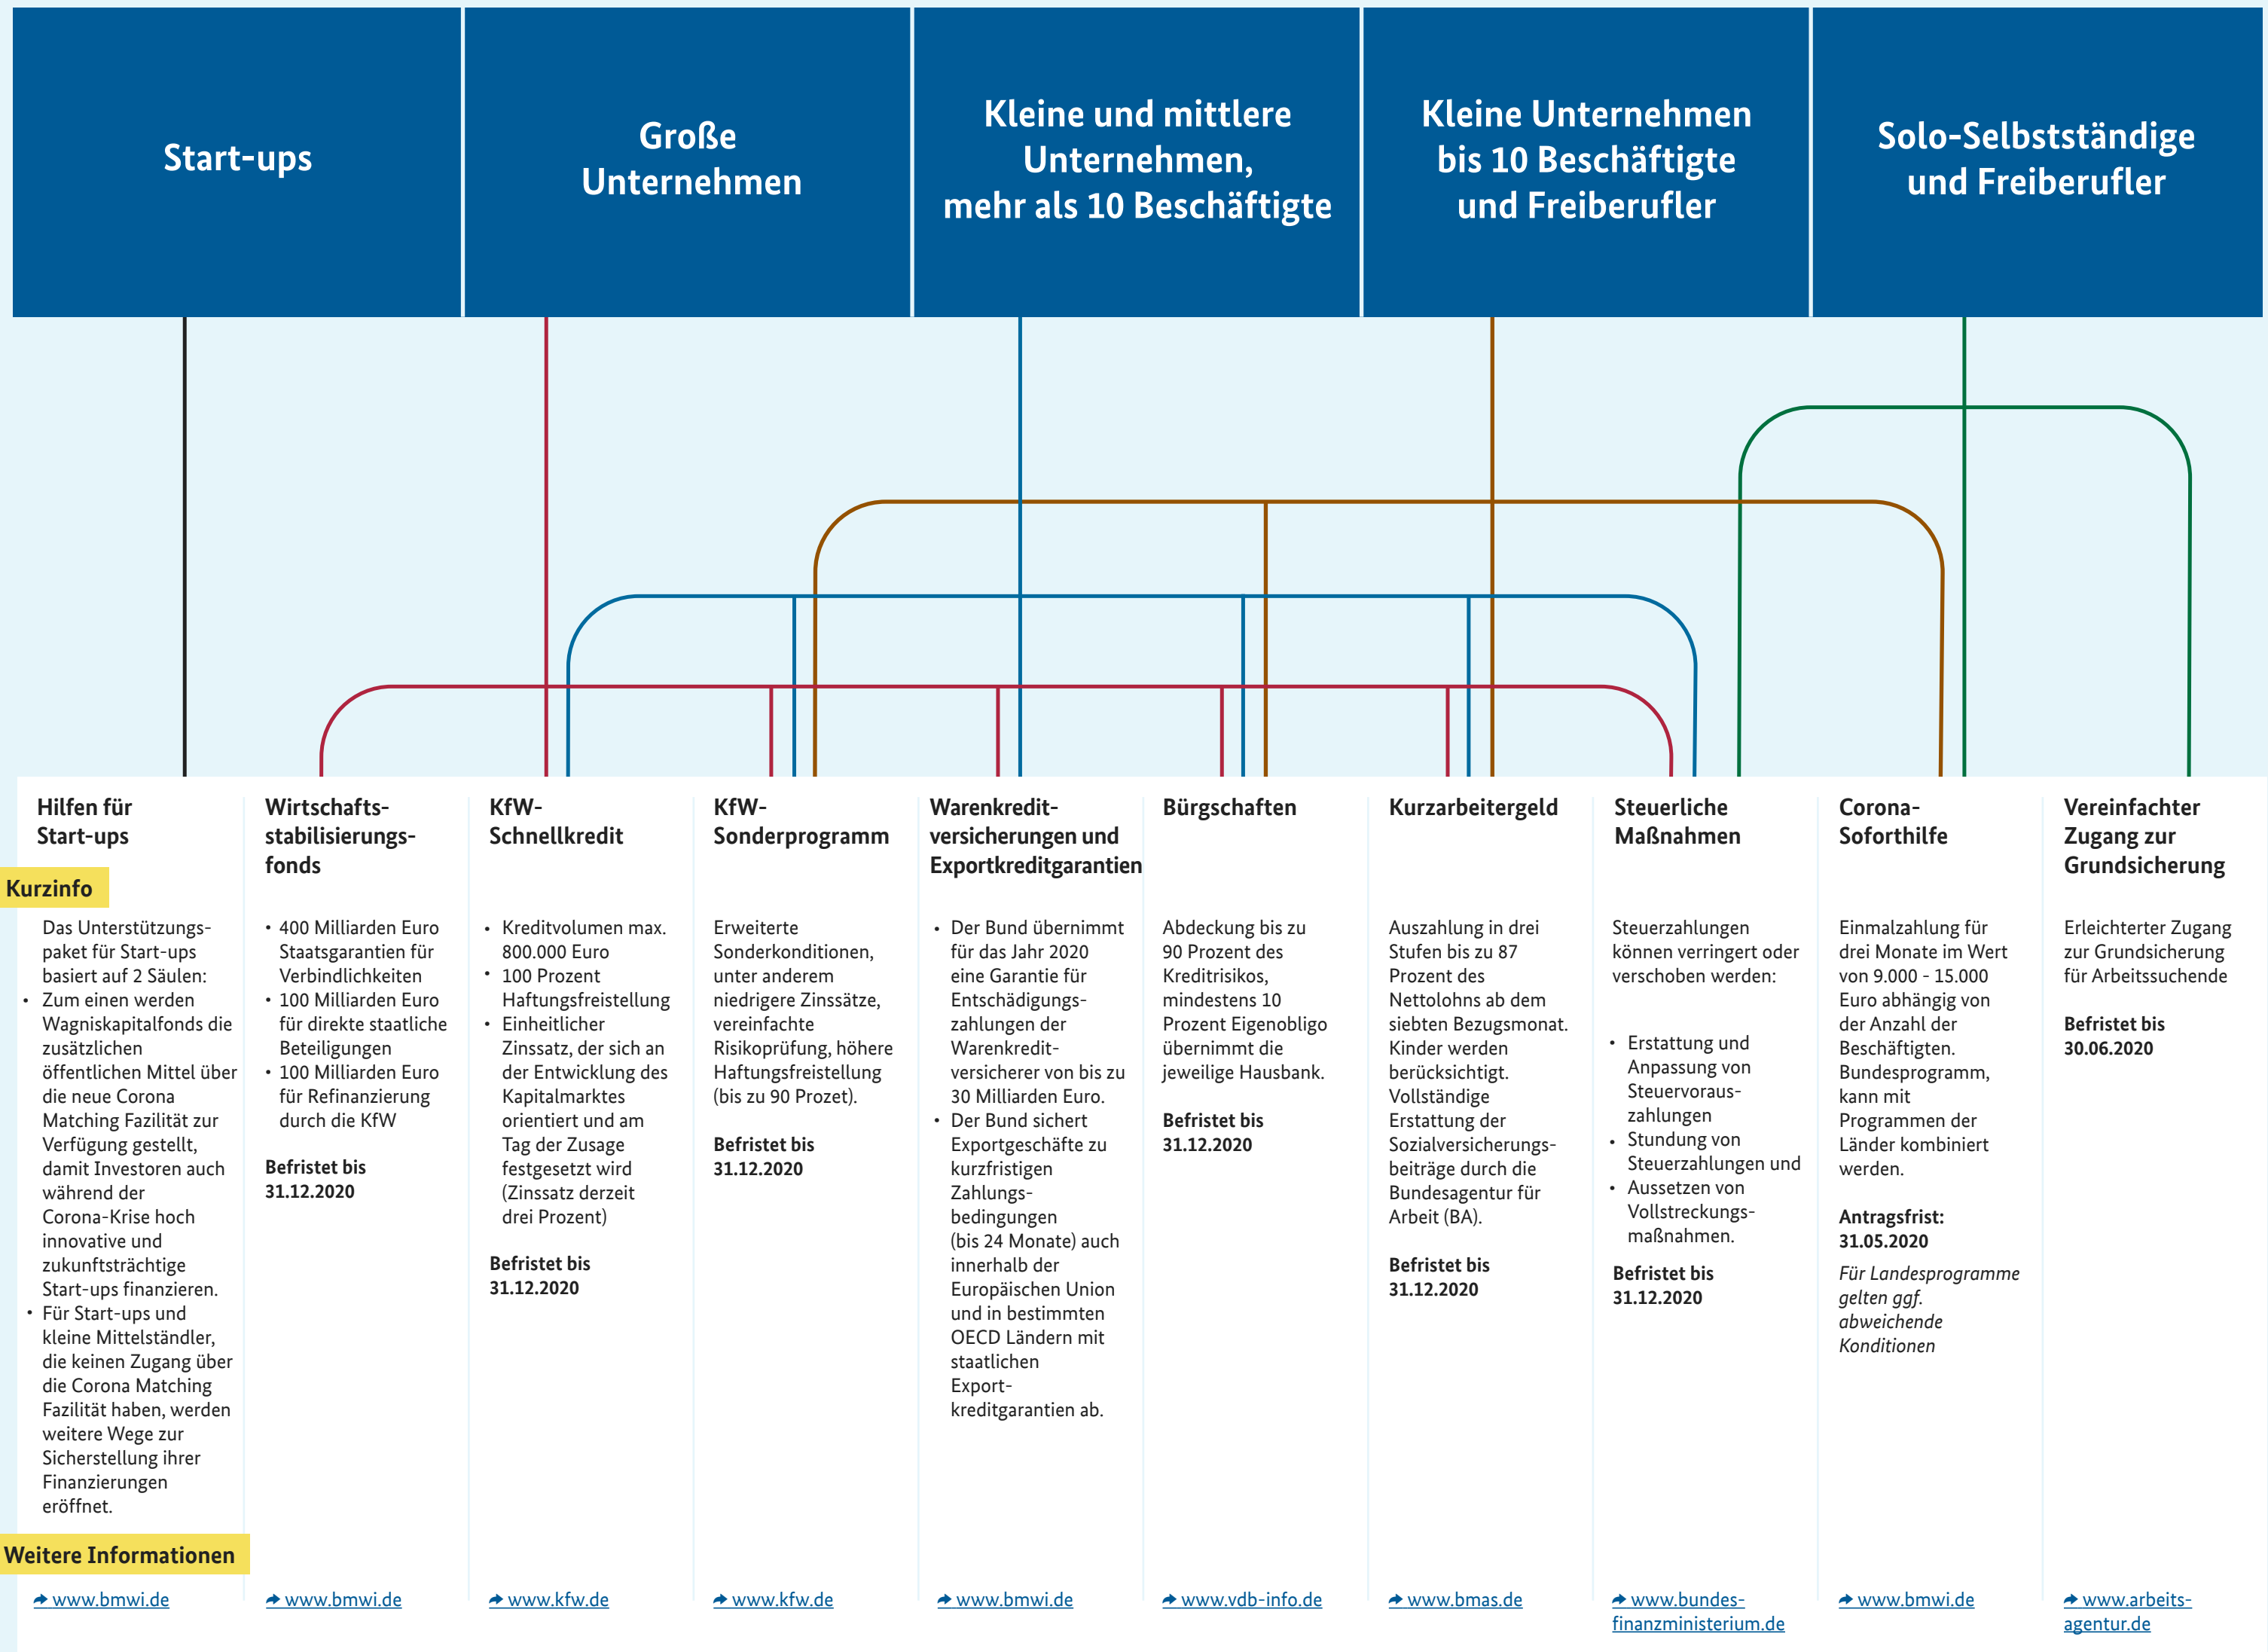 Start-ups
Große
Unternehmen
Kleine und mittlere
Unternehmen,
mehr als 10 Beschäftigte
Kleine Unternehmen
bis 10 Beschäftigte
und Freiberufler
Solo-Selbstständige
und Freiberufler
Hilfen für
Start-ups
Kurzinfo
Das Unterstützungs-
paket für Start-ups
basiert auf 2 Säulen:
• Zum einen werden
Wagniskapitalfonds die
zusätzlichen
öffentlichen Mittel über
die neue Corona
Matching Fazilität zur
Verfügung gestellt,
damit Investoren auch
während der
Corona-Krise hoch
innovative und
zukunftsträchtige
Start-ups finanzieren.
• Für Start-ups und
kleine Mittelständler,
die keinen Zugang über
die Corona Matching
Fazilität haben, werden
weitere Wege zur
Sicherstellung ihrer
Finanzierungen
eröffnet.
Weitere Informationen
www.bmwi.de
Wirtschafts-
stabilisierungs-
fonds
• 400 Milliarden Euro
Staatsgarantien für
Verbindlichkeiten
• 100 Milliarden Euro
für direkte staatliche
Beteiligungen
• 100 Milliarden Euro
für Refinanzierung
durch die KfW
Befristet bis
31.12.2020
www.bmwi.de
KfW-
Schnellkredit
• Kreditvolumen max.
800.000 Euro
• 100 Prozent
Haftungsfreistellung
• Einheitlicher
Zinssatz, der sich an
der Entwicklung des
Kapitalmarktes
orientiert und am
Tag der Zusage
festgesetzt wird
(Zinssatz derzeit
drei Prozent)
Befristet bis
31.12.2020
www.kfw.de
KfW-
Sonderprogramm
Erweiterte
Sonderkonditionen,
unter anderem
niedrigere Zinssätze,
vereinfachte
Risikoprüfung, höhere
Haftungsfreistellung
(bis zu 90 Prozet).
Befristet bis
31.12.2020
www.kfw.de
Warenkredit-
versicherungen und
Exportkreditgarantien
• Der Bund übernimmt
für das Jahr 2020
eine Garantie für
Entschädigungs-
zahlungen der
Warenkredit-
versicherer von bis zu
30 Milliarden Euro.
• Der Bund sichert
Exportgeschäfte zu
kurzfristigen
Zahlungs-
bedingungen
(bis 24 Monate) auch
innerhalb der
Europäischen Union
und in bestimmten
OECD Ländern mit
staatlichen
Export-
kreditgarantien ab.
www.bmwi.de
Bürgschaften
Abdeckung bis zu
90 Prozent des
Kreditrisikos,
mindestens 10
Prozent Eigenobligo
übernimmt die
jeweilige Hausbank.
Befristet bis
31.12.2020
www.vdb-info.de
Kurzarbeitergeld
Auszahlung in drei
Stufen bis zu 87
Prozent des
Nettolohns ab dem
siebten Bezugsmonat.
Kinder werden
berücksichtigt.
Vollständige
Erstattung der
Sozialversicherungs-
beiträge durch die
Bundesagentur für
Arbeit (BA).
Befristet bis
31.12.2020
www.bmas.de
Steuerliche
Maßnahmen
Steuerzahlungen
können verringert oder
verschoben werden:
• Erstattung und
Anpassung von
Steuervoraus-
zahlungen
• Stundung von
Steuerzahlungen und
• Aussetzen von
Vollstreckungs-
maßnahmen.
Befristet bis
31.12.2020
www.bundes-
finanzministerium.de
Corona-
Soforthilfe
Einmalzahlung für
drei Monate im Wert
von 9.000 - 15.000
Euro abhängig von
der Anzahl der
Beschäftigten.
Bundesprogramm,
kann mit
Programmen der
Länder kombiniert
werden.
Antragsfrist:
31.05.2020
Für Landesprogramme
gelten ggf.
abweichende
Konditionen
www.bmwi.de
Vereinfachter
Zugang zur
Grundsicherung
Erleichterter Zugang
zur Grundsicherung
für Arbeitssuchende
Befristet bis
30.06.2020
www.arbeits-
agentur.de